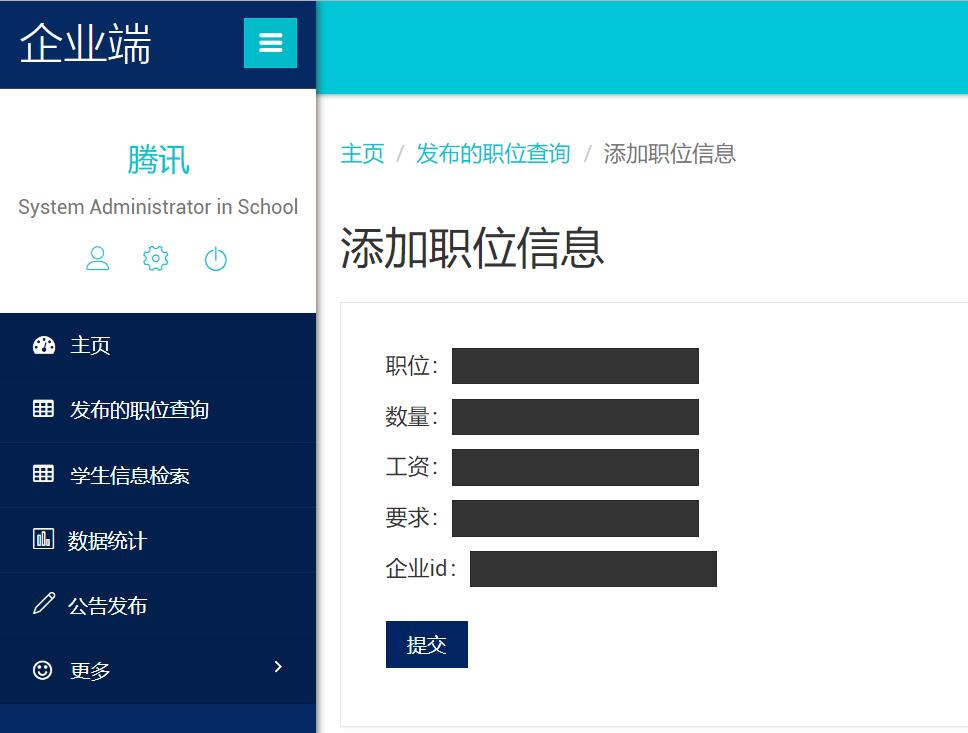 企业端
腾讯
System Administrator in School
主页
发布的职位查询
学生信息检索
数据统计
公告发布
更多
主页 / 发布的职位查询 / 添加职位信息
添加职位信息
职位：
数量：
工资：
要求：
企业id：
提交